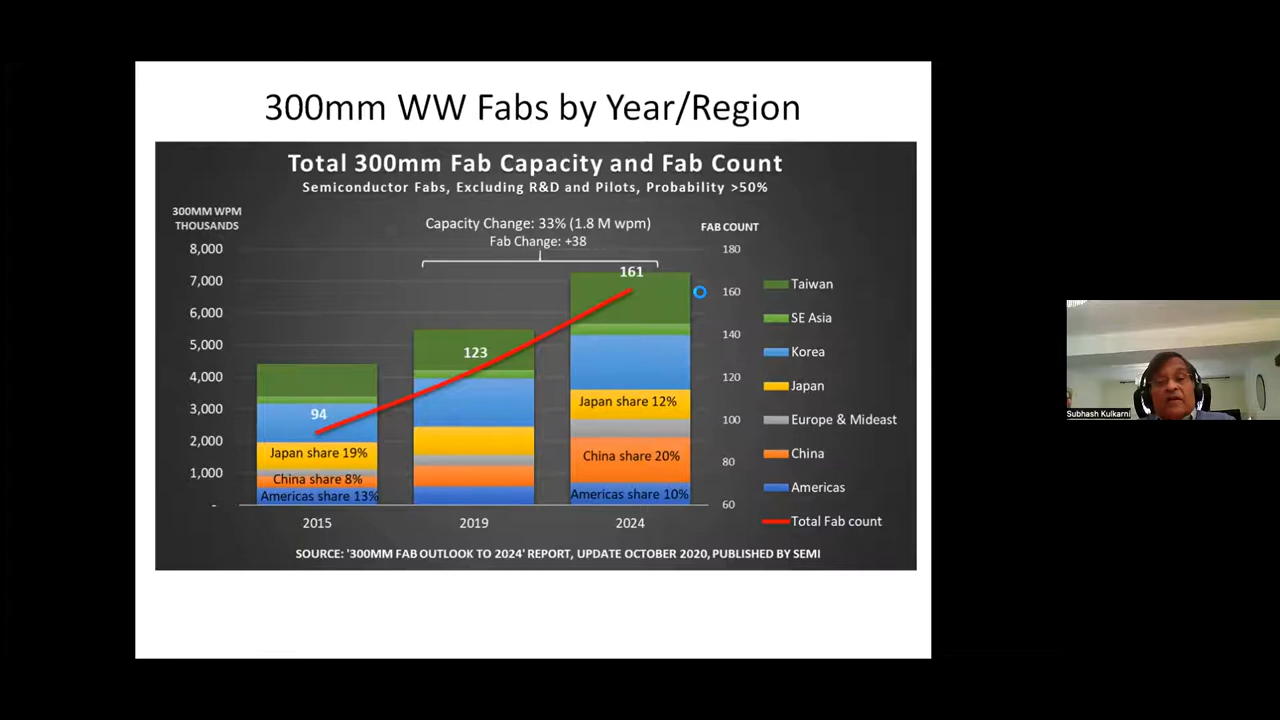 300mm WW Fabs by Year/Region
Total 300mm Fab Capacity and Fab Count
Semiconductor Fabs, Excluding R&D and Pilots, Probability >50%
300MM WPM
THOUSANDS
Capacity Change: 33% (1.8 M wpm)
Fab Change: +38
FAB COUNT
8,000
7,000
6,000
5,000
4,000
3,000
2,000
1,000
-
94
Japan share 19%
China share 8%
Americas share 13%
123
161
Japan share 12%
China share 20%
Americas share 10%
180
160
140
120
100
80
60
2015
2019
2024
Taiwan
SE Asia
Korea
Japan
Europe & Mideast
China
Americas
Total Fab count
SOURCE: '300MM FAB OUTLOOK TO 2024' REPORT, UPDATE OCTOBER 2020, PUBLISHED BY SEMI
Subhash Kulkarni